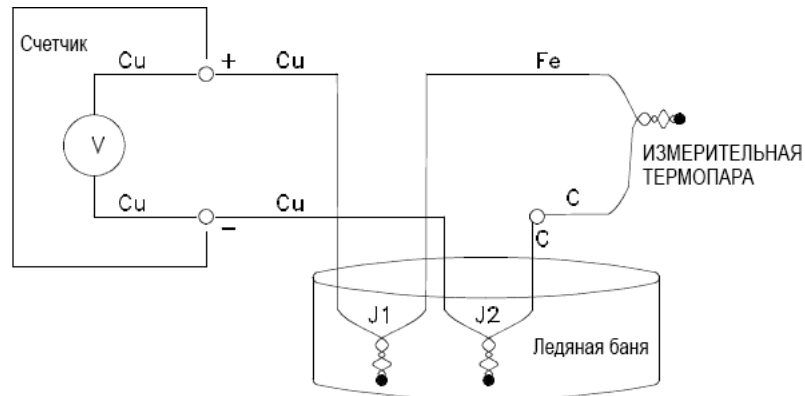 Счетчик
Cu + Cu Fe
V
ИЗМЕРИТЕЛЬНАЯ
ТЕРМОПАРА
Cu - Cu C
C
J1 J2
Ледяная баня